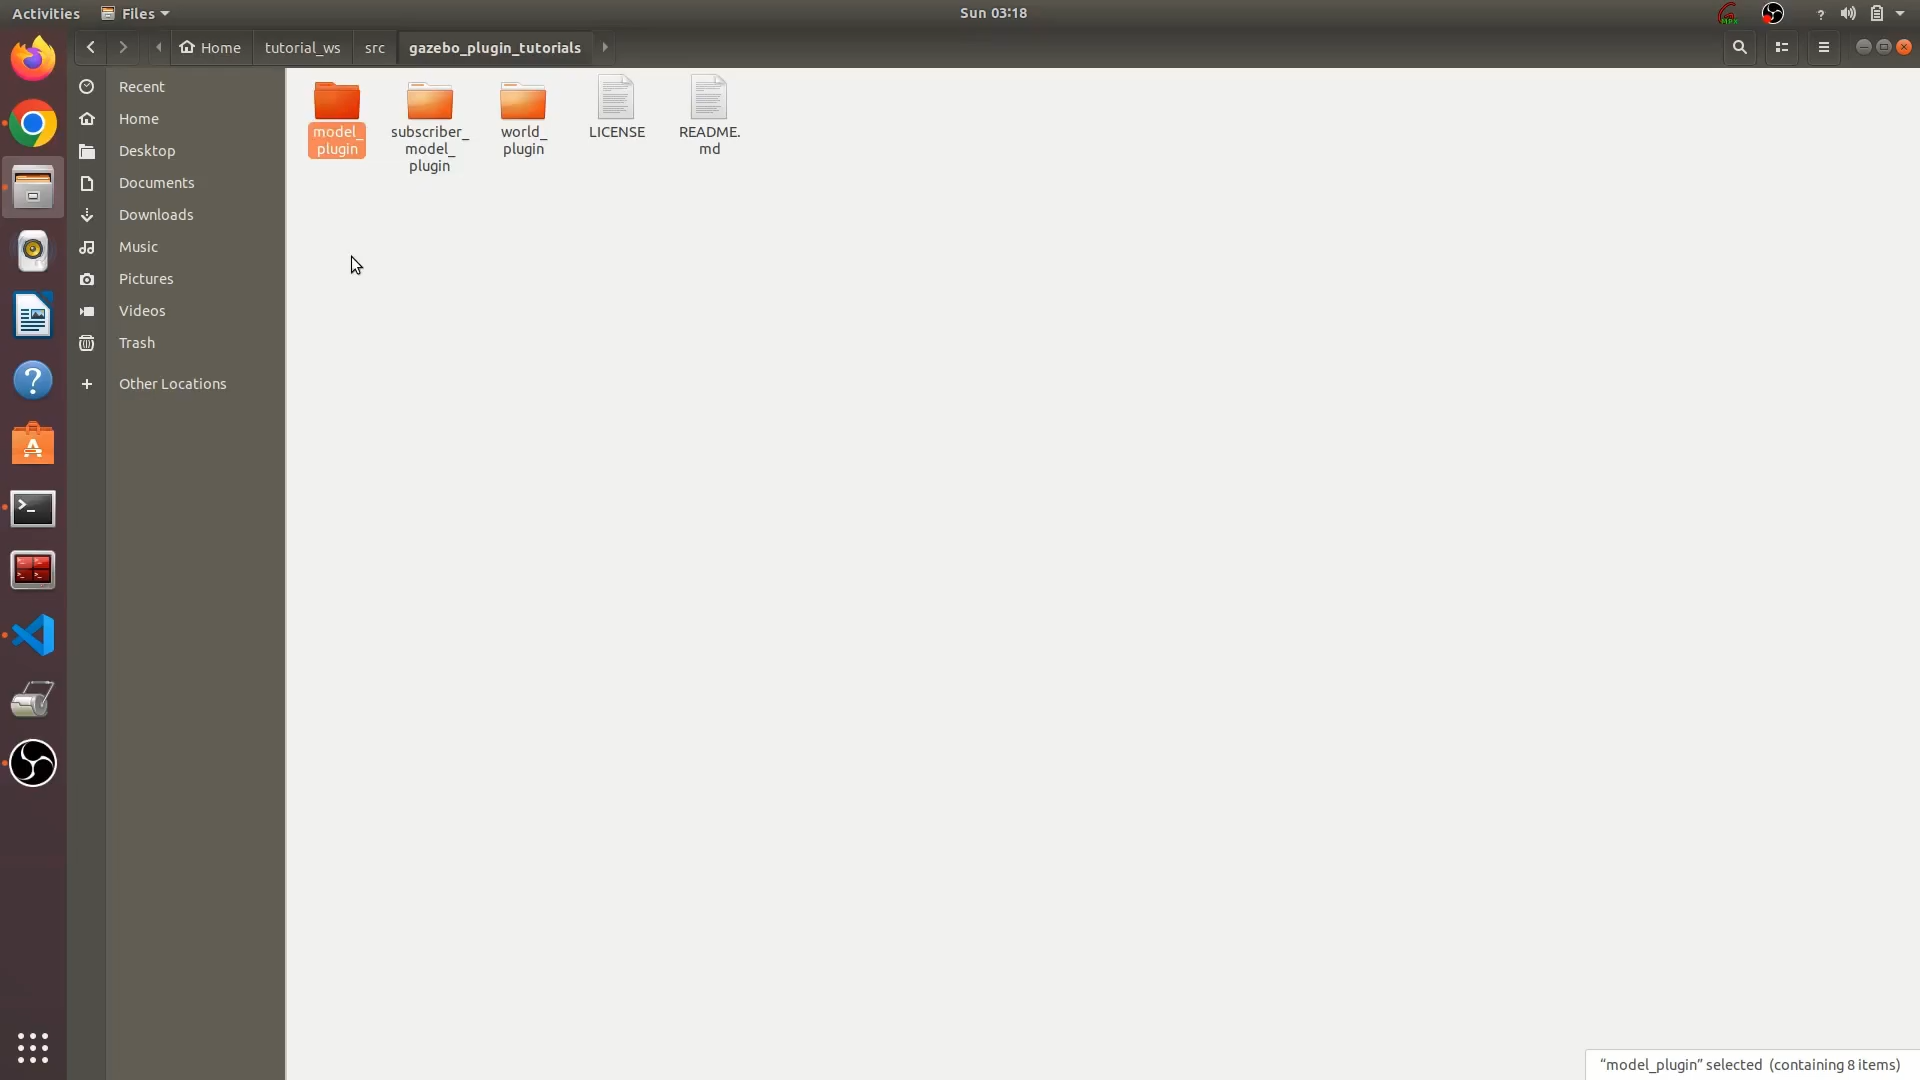 Activities Files Sun 03:18 ?
Home tutorial_ws src gazebo_plugin_tutorials
Recent
Home
Desktop
Documents
Downloads
Music
Pictures
Videos
Trash
+ Other Locations
model_
plugin
subscriber_
model_
plugin
world_
plugin
LICENSE
README.
md
“model_plugin” selected (containing 8 items)